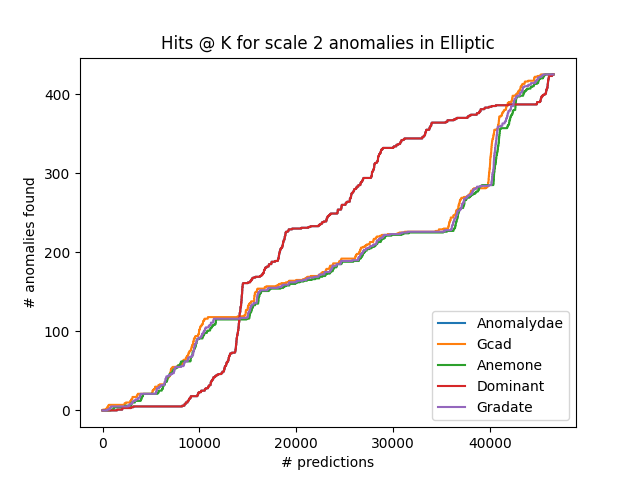 Hits @ K for scale 2 anomalies in Elliptic
# anomalies found
400
300
200
100
0
0 10000 20000 30000 40000
# predictions
Anomalydae
Gcad
Anemone
Dominant
Gradate